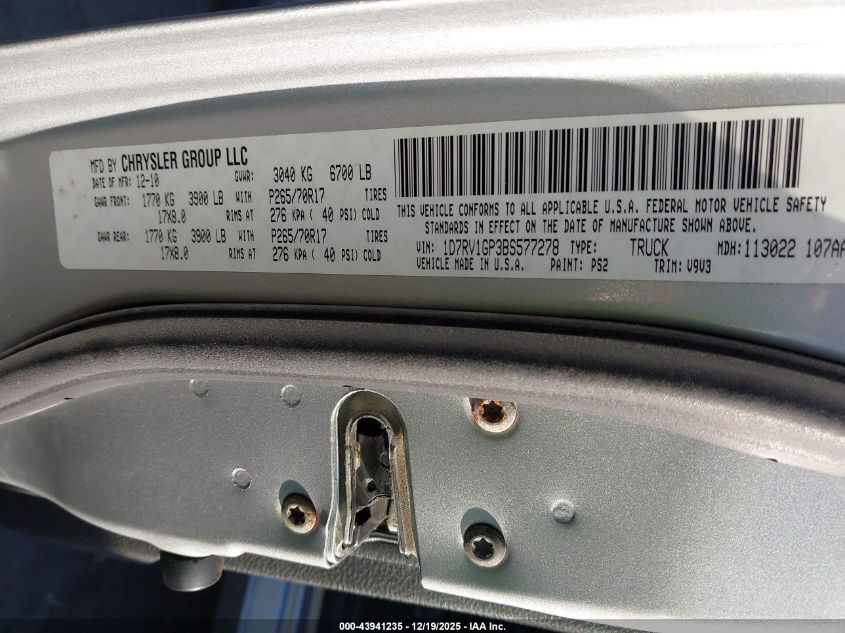 MFD BY CHRYSLER GROUP LLC
DATE OF MFR: 12-10 GVWR: 3040 KG 6700 LB
GAWR FRONT: 1770 KG 3900 LB WITH P265/70R17 TIRES
17X8.0 RIMS AT 276 KPA ( 40 PSI) COLD
GAWR REAR: 1770 KG 3900 LB WITH P265/70R17 TIRES
17X8.0 RIMS AT 276 KPA ( 40 PSI) COLD
THIS VEHICLE CONFORMS TO ALL APPLICABLE U.S.A. FEDERAL MOTOR VEHICLE SAFETY
STANDARDS IN EFFECT ON THE DATE OF MANUFACTURE SHOWN ABOVE.
VIN: 1D7RV1GP3BS577278 TYPE: TRUCK MDH: 113022 107AA
VEHICLE MADE IN U.S.A. PAINT: PS2 TRIM: V9V3
000-43941235 - 12/19/2025 - IAA Inc.